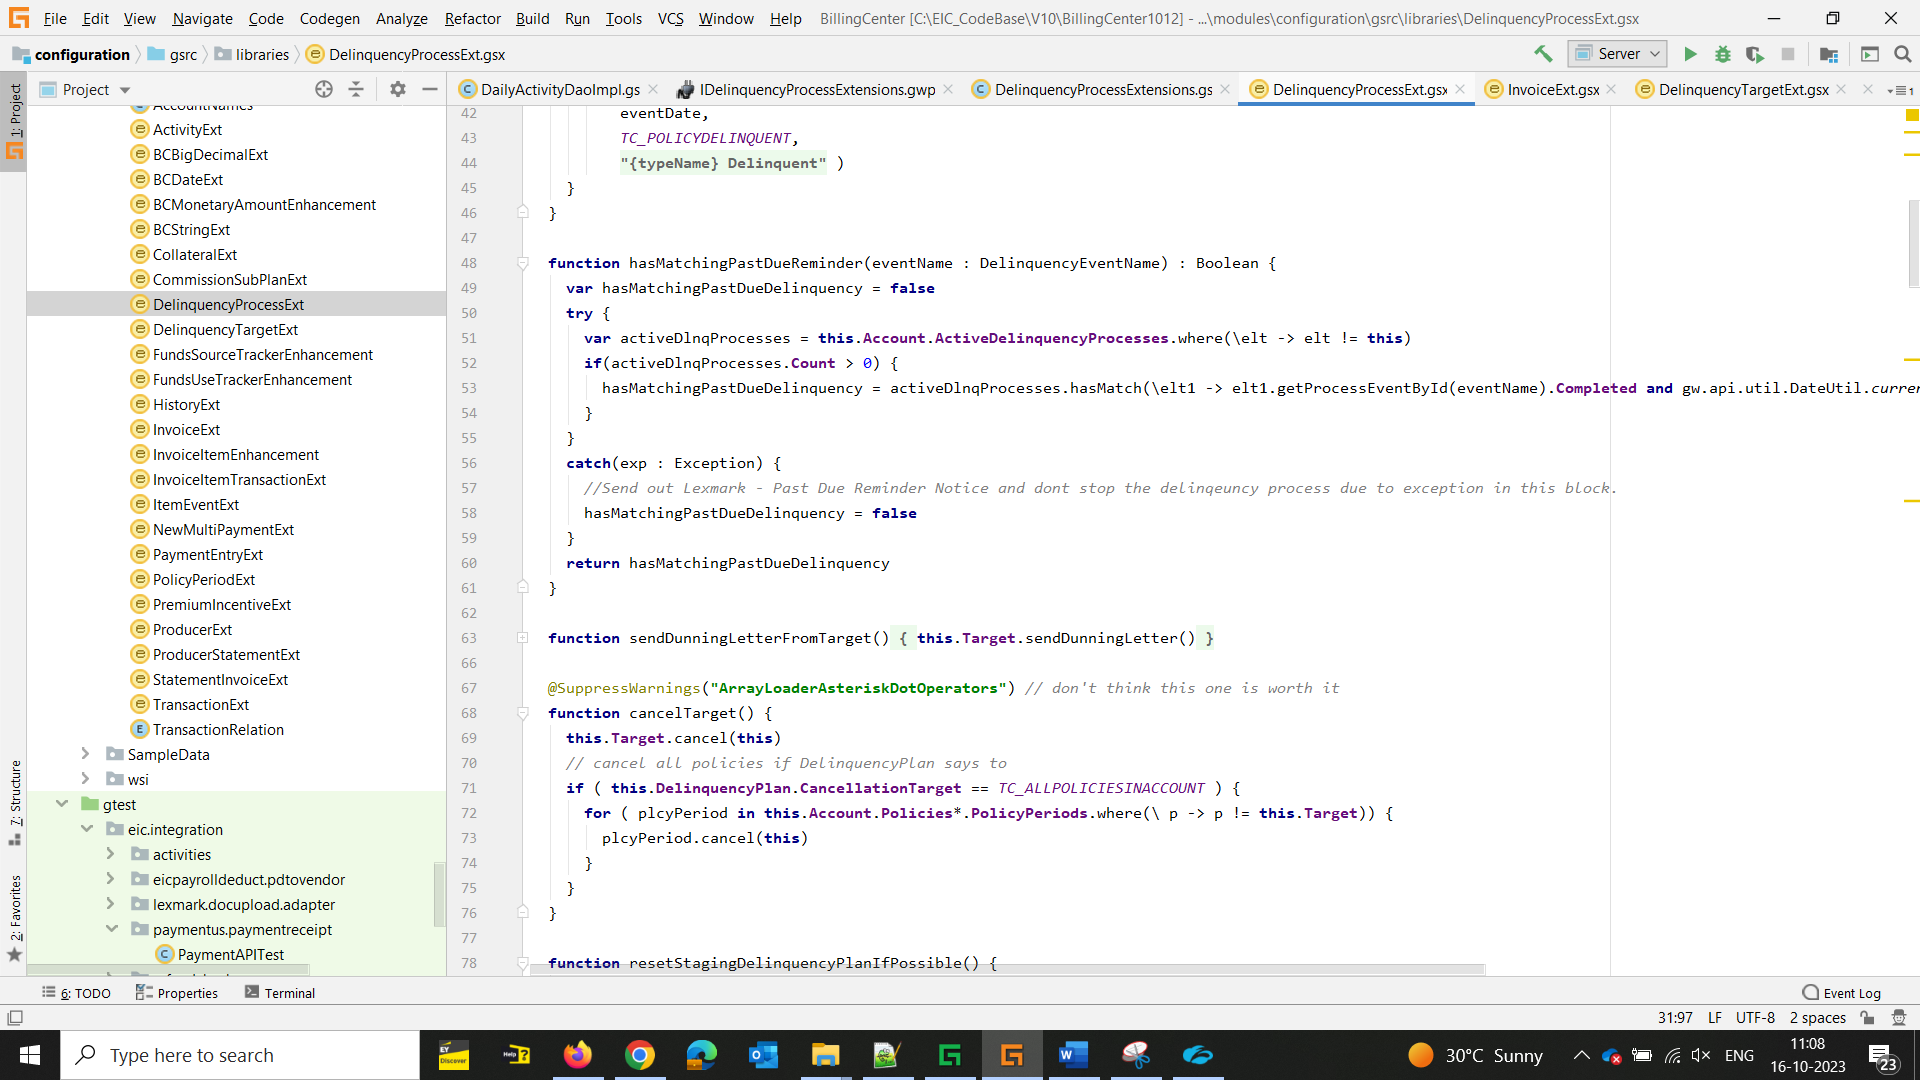 File Edit View Navigate Code Codegen Analyze Refactor Build Run Tools VCS Window Help BillingCenter [C:\EIC_CodeBase\V10\BillingCenter1012] - ...\modules\configuration\gsrc\libraries\DelinquencyProcessExt.gsx
configuration gsrc libraries DelinquencyProcessExt.gsx Server
Project DailyActivityDaoImpl.gs IDelinquencyProcessExtensions.gwp DelinquencyProcessExtensions.gs DelinquencyProcessExt.gsx InvoiceExt.gsx DelinquencyTargetExt.gsx 1
1: Project
7: Structure
2: Favorites
AccountNames
ActivityExt
BCBigDecimalExt
BCDateExt
BCMonetaryAmountEnhancement
BCStringExt
CollateralExt
CommissionSubPlanExt
DelinquencyProcessExt
DelinquencyTargetExt
FundsSourceTrackerEnhancement
FundsUseTrackerEnhancement
HistoryExt
InvoiceExt
InvoiceItemEnhancement
InvoiceItemTransactionExt
ItemEventExt
NewMultiPaymentExt
PaymentEntryExt
PolicyPeriodExt
PremiumIncentiveExt
ProducerExt
ProducerStatementExt
StatementInvoiceExt
TransactionExt
TransactionRelation
SampleData
wsi
gtest
eic.integration
activities
eicpayrolldeduct.pdtovendor
lexmark.docupload.adapter
paymentus.paymentreceipt
PaymentAPITest
42 eventDate,
43 TC_POLICYDELINQUENT,
44 "{typeName} Delinquent" )
45 }
46 }
47
48 function hasMatchingPastDueReminder(eventName : DelinquencyEventName) : Boolean {
49 var hasMatchingPastDueDelinquency = false
50 try {
51 var activeDlnqProcesses = this.Account.ActiveDelinquencyProcesses.where(\elt -> elt != this)
52 if(activeDlnqProcesses.Count > 0) {
53 hasMatchingPastDueDelinquency = activeDlnqProcesses.hasMatch(\elt1 -> elt1.getProcessEventById(eventName).Completed and gw.api.util.DateUtil.curren
54 }
55 }
56 catch(exp : Exception) {
57 //Send out Lexmark - Past Due Reminder Notice and dont stop the delinqeuncy process due to exception in this block.
58 hasMatchingPastDueDelinquency = false
59 }
60 return hasMatchingPastDueDelinquency
61 }
62
63 function sendDunningLetterFromTarget() { this.Target.sendDunningLetter() }
66
67 @SuppressWarnings("ArrayLoaderAsteriskDotOperators") // don't think this one is worth it
68 function cancelTarget() {
69 this.Target.cancel(this)
70 // cancel all policies if DelinquencyPlan says to
71 if ( this.DelinquencyPlan.CancellationTarget == TC_ALLPOLICIESINACCOUNT ) {
72 for ( plcyPeriod in this.Account.Policies*.PolicyPeriods.where(\ p -> p != this.Target)) {
73 plcyPeriod.cancel(this)
74 }
75 }
76 }
77
78 function resetStagingDelinquencyPlanIfPossible() {
6: TODO Properties Terminal Event Log
31:97 LF UTF-8 2 spaces
Type here to search
EY Discover
Help ?
30°C Sunny ENG
11:08
16-10-2023
23